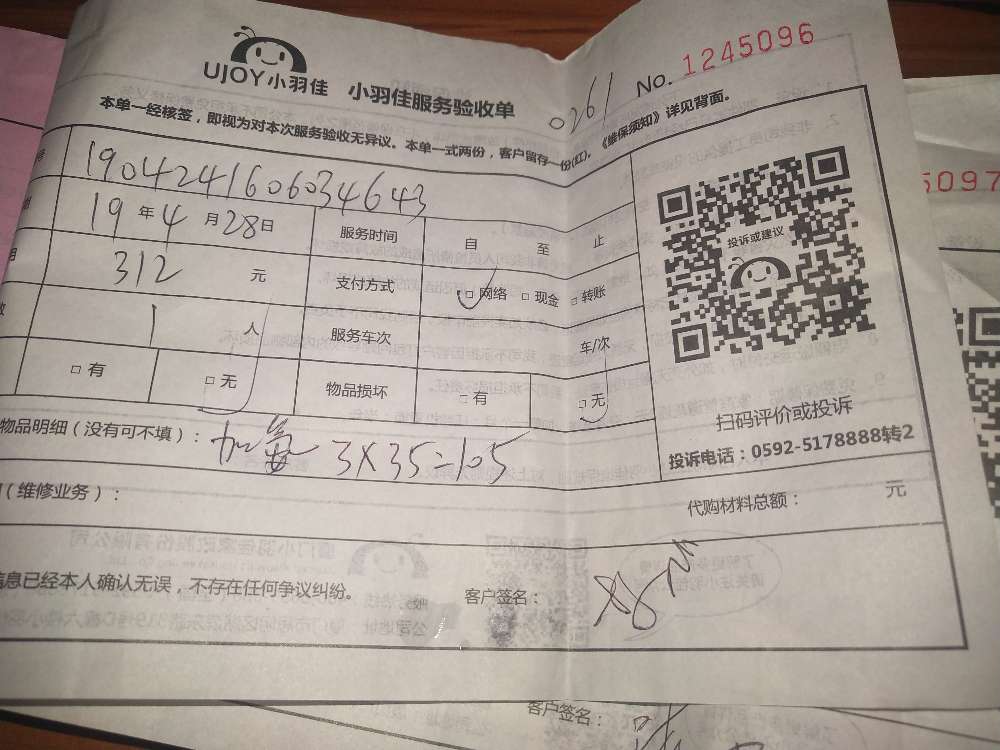 UJOY小羽佳 小羽佳服务验收单
0261
No. 1245096
本单一经核签，即视为对本次服务验收无异议。本单一式两份，客户留存一份(红)。《维保须知》详见背面。
号 190424160603464​3
19 年 4 月 28 日 服务时间 自 至 止
312 元 支付方式 □ 网络 □ 现金 □ 转账
1 人 服务车次 车/次
□ 有 □ 无 物品损坏 □ 有 □ 无
投诉或建议
扫码评价或投诉
投诉电话：0592-5178888转2
物品明细（没有可不填）： 加氟 3X35=105
（维修业务）：
代购材料总额： 元
信息已经本人确认无误，不存在任何争议纠纷。 客户签名：
5097
客户签名：